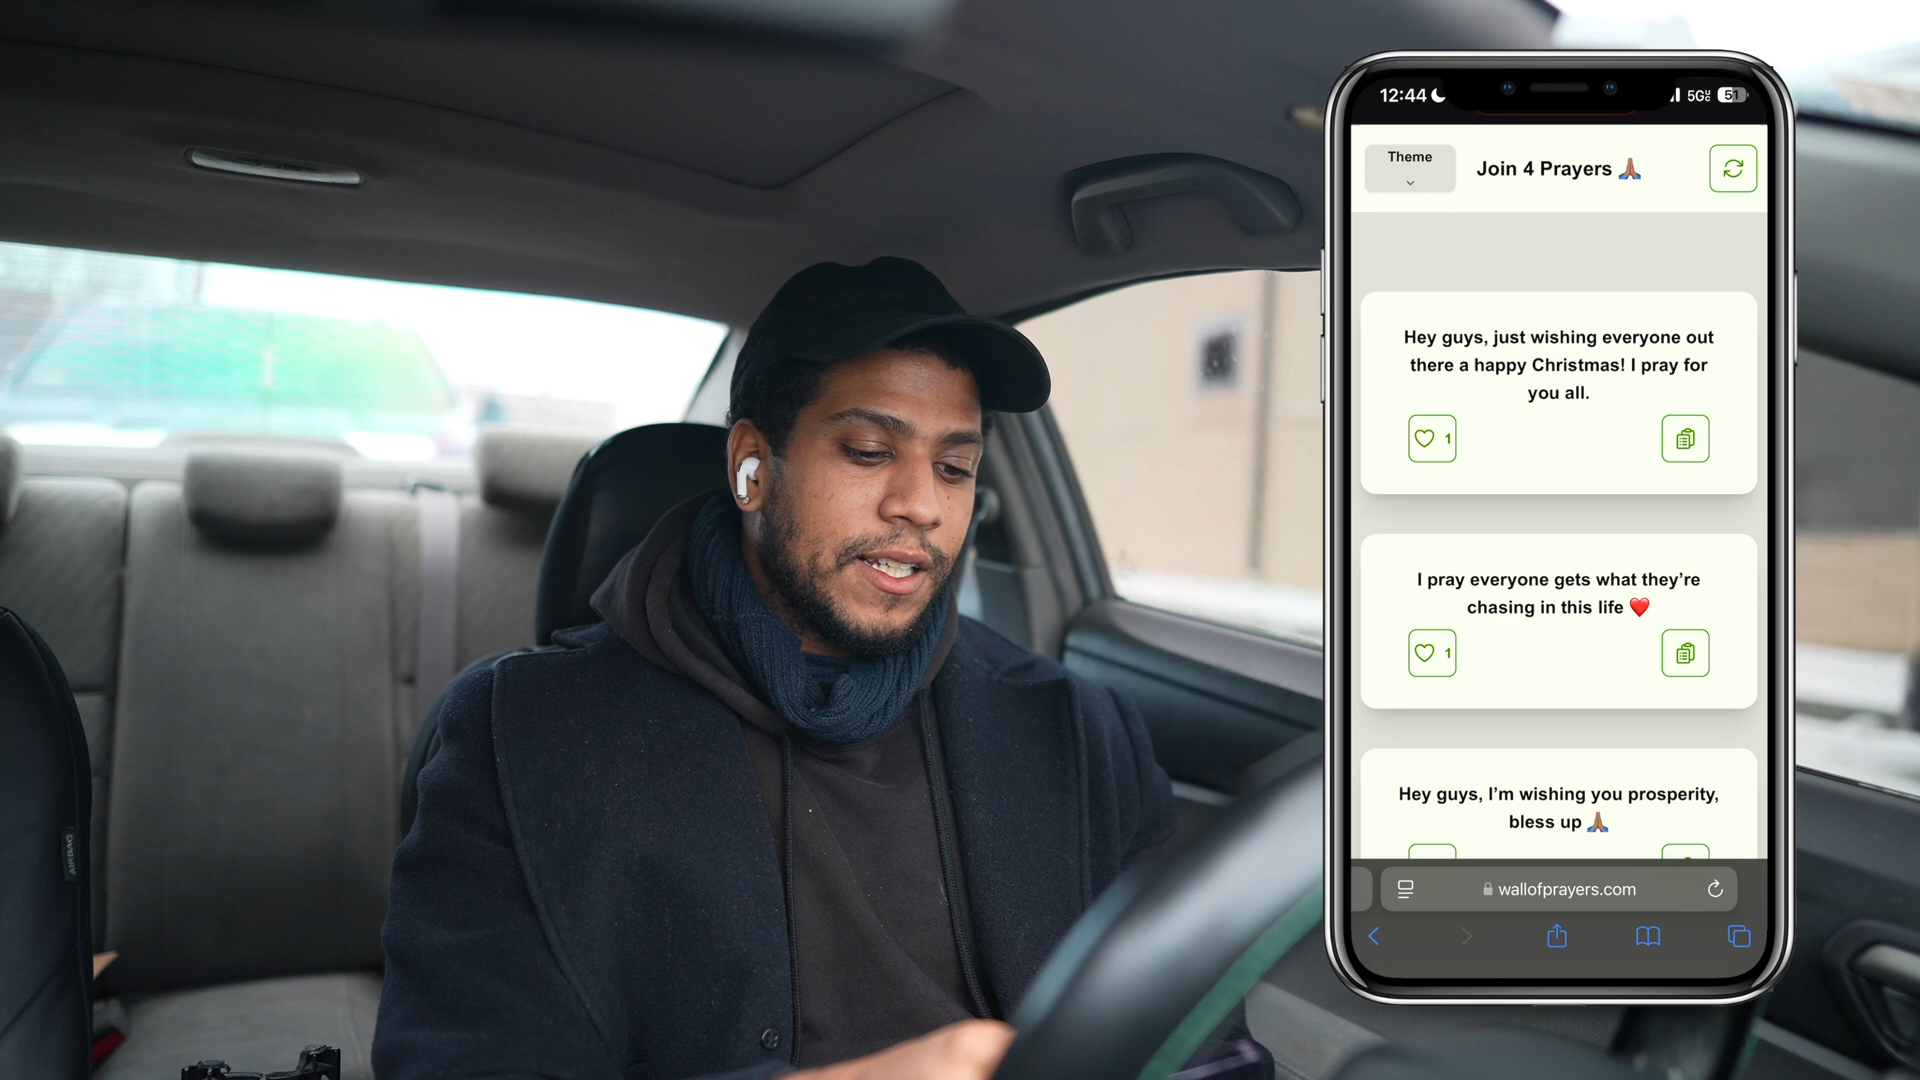 12:44
5G
51
Theme
Join 4 Prayers 🙏🏽
Hey guys, just wishing everyone out
there a happy Christmas! I pray for
you all.
1
I pray everyone gets what they’re
chasing in this life ❤️
1
Hey guys, I’m wishing you prosperity,
bless up 🙏🏽
wallofprayers.com
AIRBAG